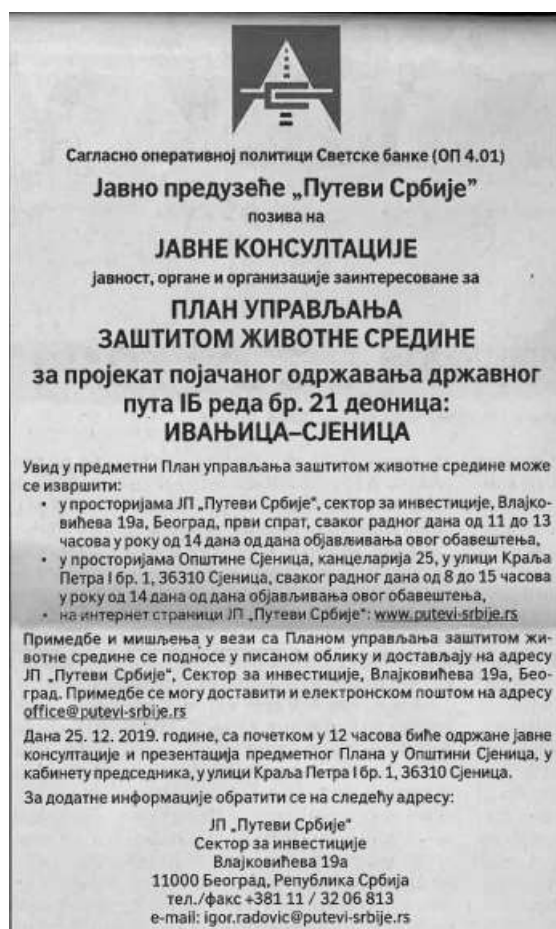 Сагласно оперативној политици Светске банке (ОП 4.01)
Јавно предузеће „Путеви Србије”
позива на
ЈАВНЕ КОНСУЛТАЦИЈЕ
јавност, органе и организације заинтересоване за
ПЛАН УПРАВЉАЊА
ЗАШТИТОМ ЖИВОТНЕ СРЕДИНЕ
за пројекат појачаног одржавања државног
пута IБ реда бр. 21 деоница:
ИВАЊИЦА–СЈЕНИЦА
Увид у предметни План управљања заштитом животне средине може
се извршити:
• у просторијама ЈП „Путеви Србије“, сектор за инвестиције, Влајко-
вићева 19а, Београд, први спрат, сваког радног дана од 11 до 13
часова у року од 14 дана од дана објављивања овог обавештења,
• у просторијама Општине Сјеница, канцеларија 25, у улици Краља
Петра I бр. 1, 36310 Сјеница, сваког радног дана од 8 до 15 часова
у року од 14 дана од дана објављивања овог обавештења,
• на интернет страници ЈП „Путеви Србије“: www.putevi-srbije.rs
Примедбе и мишљења у вези са Планом управљања заштитом жи-
вотне средине се подносе у писаном облику и достављају на адресу
ЈП „Путеви Србије“, Сектор за инвестиције, Влајковићева 19а, Бео-
град. Примедбе се могу доставити и електронском поштом на адресу
office@putevi-srbije.rs
Дана 25. 12. 2019. године, са почетком у 12 часова биће одржане јавне
консултације и презентација предметног Плана у Општини Сјеница, у
кабинету председника, у улици Краља Петра I бр. 1, 36310 Сјеница.
За додатне информације обратити се на следећу адресу:
ЈП „Путеви Србије“
Сектор за инвестиције
Влајковићева 19а
11000 Београд, Република Србија
тел./факс +381 11 / 32 06 813
e-mail: igor.radovic@putevi-srbije.rs